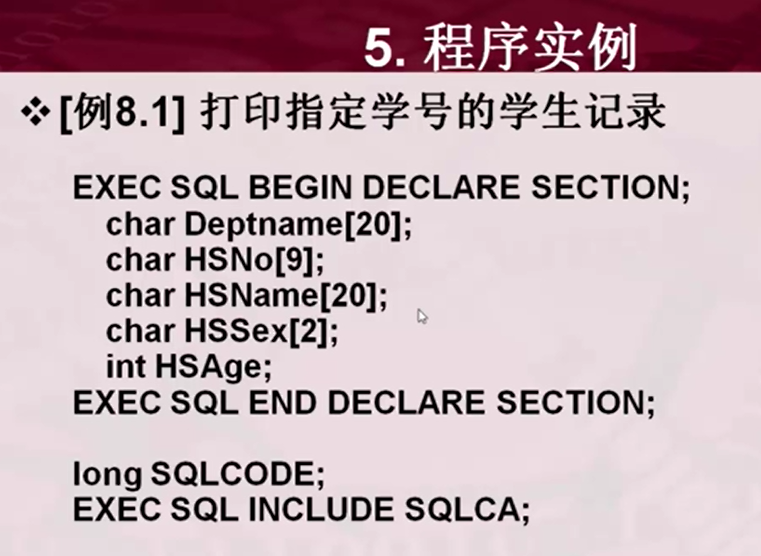 5. 程序实例
[例8.1] 打印指定学号的学生记录
EXEC SQL BEGIN DECLARE SECTION;
char Deptname[20];
char HSNo[9];
char HSName[20];
char HSSex[2];
int HSAge;
EXEC SQL END DECLARE SECTION;
long SQLCODE;
EXEC SQL INCLUDE SQLCA;